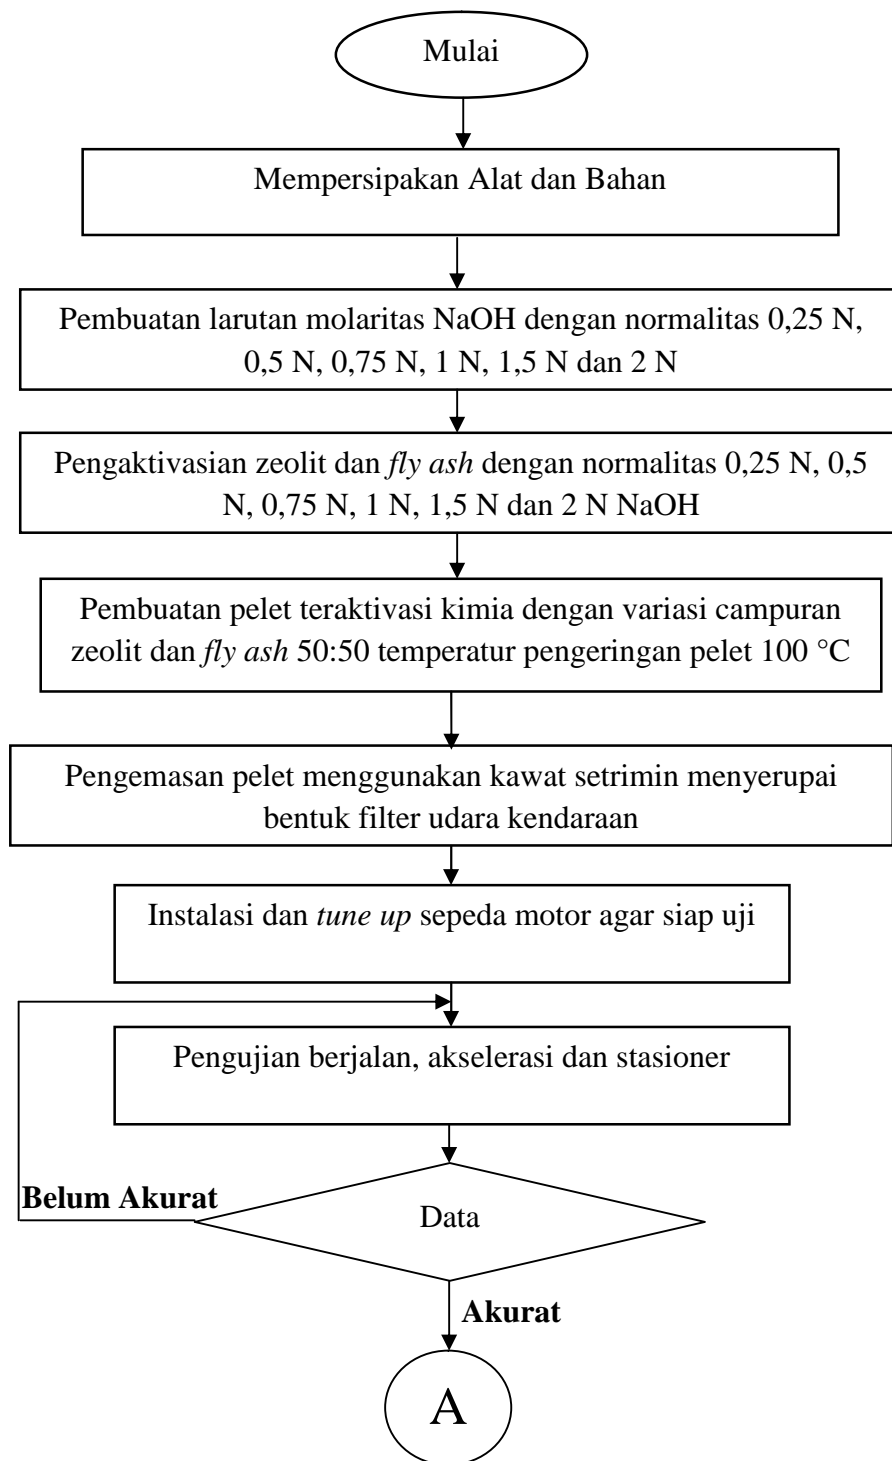 Mulai
Mempersipakan Alat dan Bahan
Pembuatan larutan molaritas NaOH dengan normalitas 0,25 N,
0,5 N, 0,75 N, 1 N, 1,5 N dan 2 N
Pengaktivasian zeolit dan fly ash dengan normalitas 0,25 N, 0,5
N, 0,75 N, 1 N, 1,5 N dan 2 N NaOH
Pembuatan pelet teraktivasi kimia dengan variasi campuran
zeolit dan fly ash 50:50 temperatur pengeringan pelet 100 °C
Pengemasan pelet menggunakan kawat setrimin menyerupai
bentuk filter udara kendaraan
Instalasi dan tune up sepeda motor agar siap uji
Pengujian berjalan, akselerasi dan stasioner
Belum Akurat
Data
Akurat
A